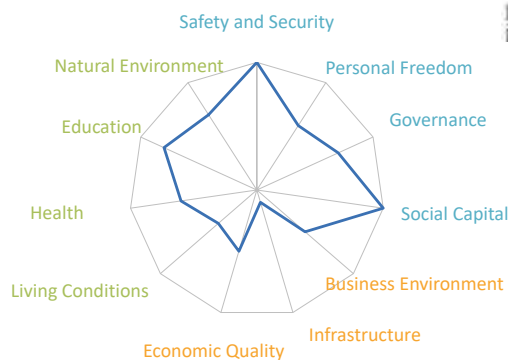 Safety and Security
Natural Environment
Personal Freedom
Education
Governance
Health
Social Capital
Living Conditions
Business Environment
Infrastructure
Economic Quality